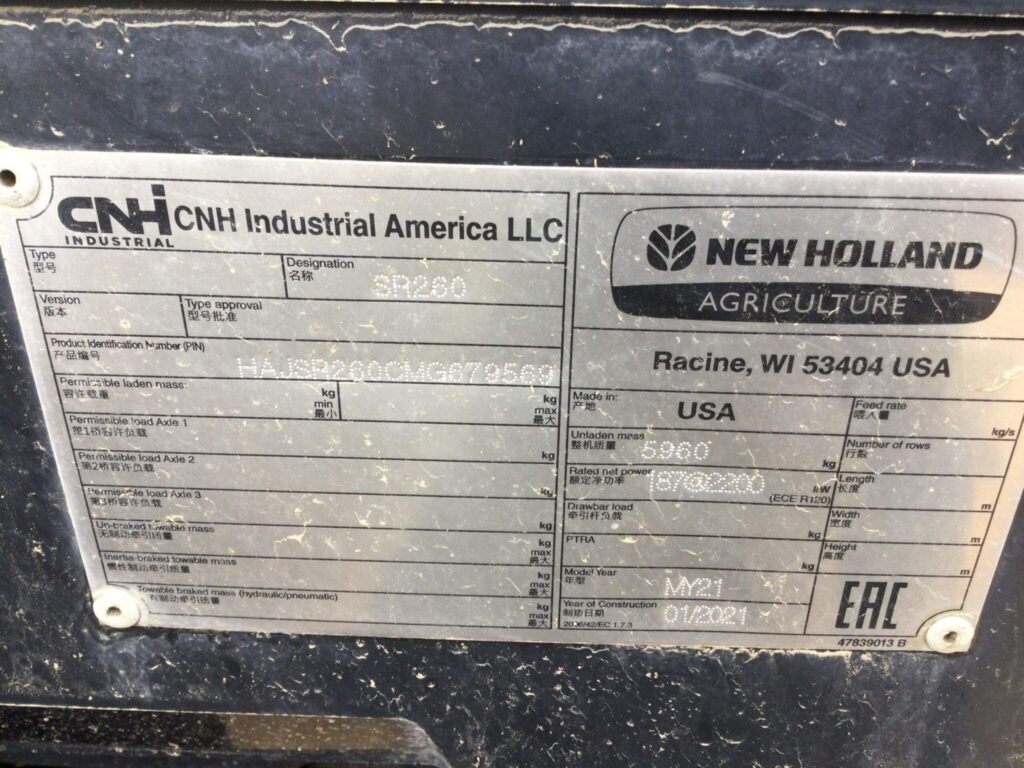 CNH INDUSTRIAL
CNH Industrial America LLC
Type
型号
Designation
名称
SR260
Version
版本
Type approval
型号批准
Product Identification Number (PIN)
产品编号
HAJSR260CMG679569
Permissible laden mass:
容许载重
kg
min
最小
kg
max
最大
Permissible load Axle 1
第1桥容许负载
kg
Permissible load Axle 2
第2桥容许负载
kg
Permissible load Axle 3
第3桥容许负载
kg
Un-braked towable mass
无制动牵引质量
kg
max
最大
Inertia-braked towable mass
惯性制动牵引质量
kg
max
最大
Towable braked mass (hydraulic/pneumatic)
有制动牵引质量
kg
max
最大
NEW HOLLAND
AGRICULTURE
Racine, WI 53404 USA
Made in:
产地
USA
Feed rate
喂入量
kg/s
Unladen mass
整机质量
5960
kg
Number of rows
行数
Rated net power
额定净功率
187@2200
kW
(ECE R120)
Length
长度
m
Drawbar load
牵引杆负载
kg
Width
宽度
m
PTRA
kg
Height
高度
m
Model Year
年型
MY21
Year of Construction
制造日期
01/2021
2006/42/EC 1.7.3
EAC
47839013 B